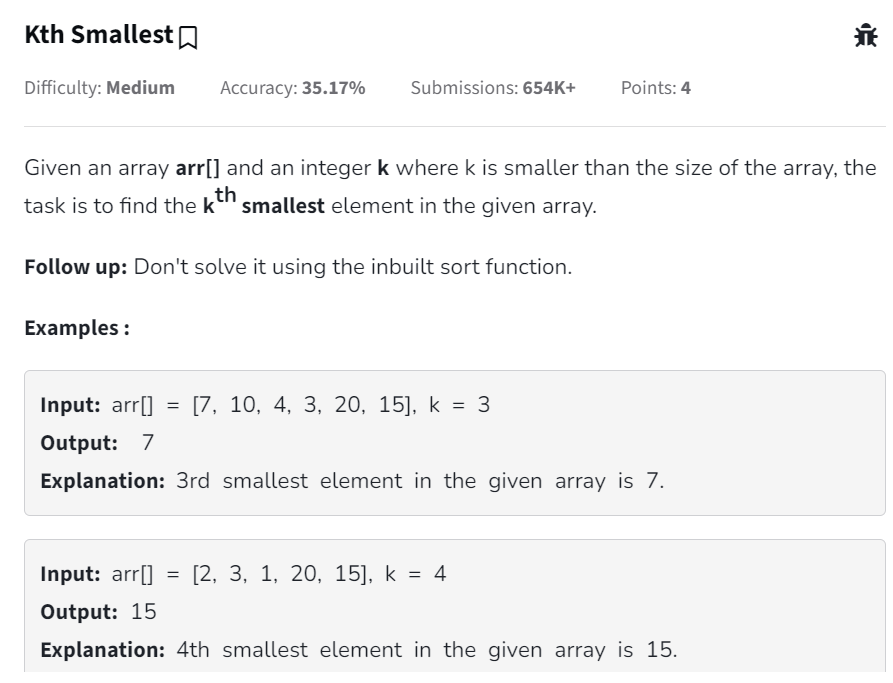 Kth Smallest
Difficulty: Medium Accuracy: 35.17% Submissions: 654K+ Points: 4
Given an array arr[] and an integer k where k is smaller than the size of the array, the
task is to find the kth smallest element in the given array.
Follow up: Don't solve it using the inbuilt sort function.
Examples :
Input: arr[] = [7, 10, 4, 3, 20, 15], k = 3
Output: 7
Explanation: 3rd smallest element in the given array is 7.
Input: arr[] = [2, 3, 1, 20, 15], k = 4
Output: 15
Explanation: 4th smallest element in the given array is 15.